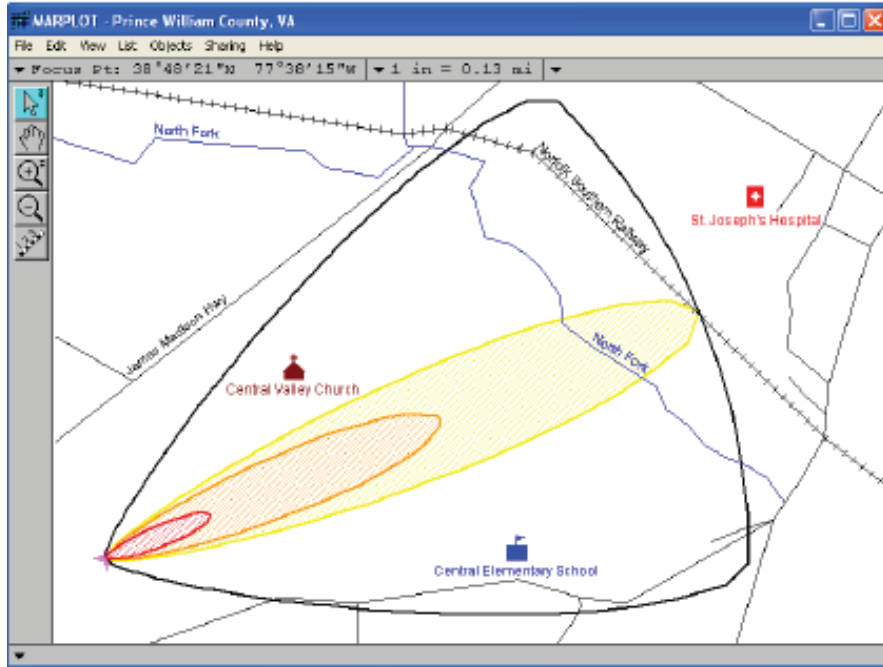 MARPLOT - Prince William County, VA
File Edit View List Objects Sharing Help
Focus Pt: 38°48'21"N 77°38'15"W 1 in = 0.13 mi
North Fork
Norfolk Southern Railway
St. Joseph's Hospital
James Madison Hwy
North Fork
Central Valley Church
Central Elementary School